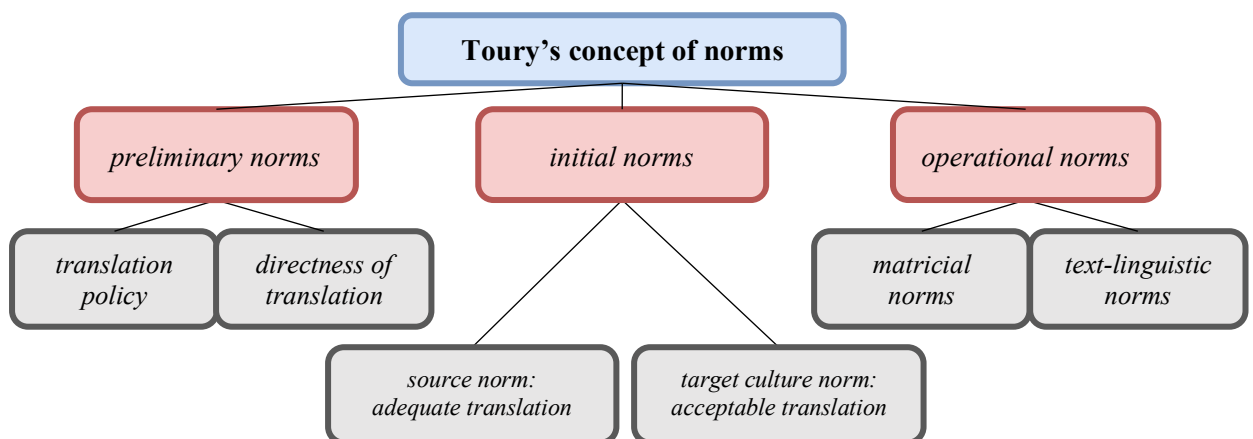 Toury’s concept of norms
preliminary norms
initial norms
operational norms
translation
policy
directness of
translation
matricial
norms
text-linguistic
norms
source norm:
adequate translation
target culture norm:
acceptable translation